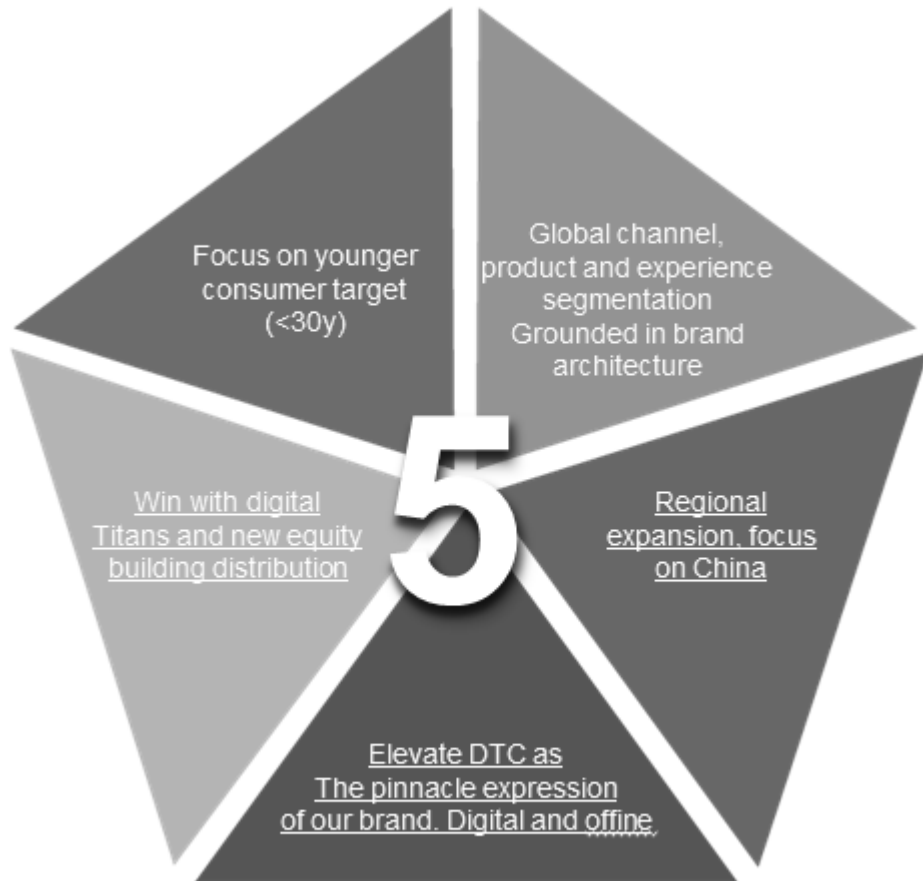 Focus on younger
consumer target
(<30y)
Global channel,
product and experience
segmentation
Grounded in brand
architecture
5
Win with digital
Titans and new equity
building distribution
Regional
expansion, focus
on China
Elevate DTC as
The pinnacle expression
of our brand. Digital and offine